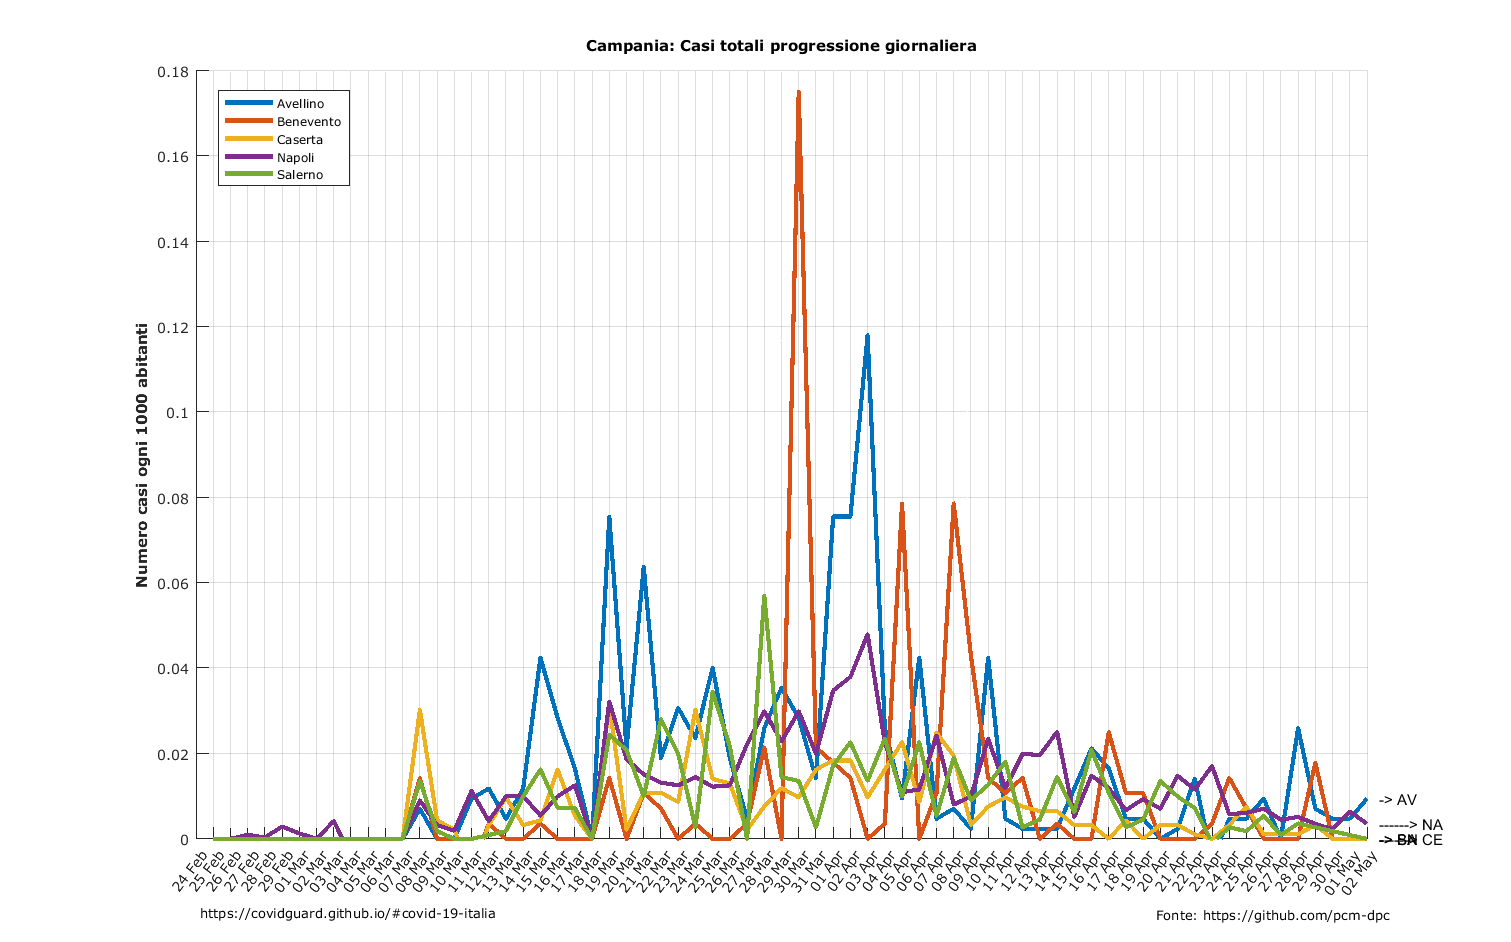 Campania: Casi totali progressione giornaliera
0.18
0.16
0.14
0.12
0.1
0.08
0.06
0.04
0.02
0
Numero casi ogni 1000 abitanti
Avellino
Benevento
Caserta
Napoli
Salerno
24 Feb
25 Feb
26 Feb
27 Feb
28 Feb
29 Feb
01 Mar
02 Mar
03 Mar
04 Mar
05 Mar
06 Mar
07 Mar
08 Mar
09 Mar
10 Mar
11 Mar
12 Mar
13 Mar
14 Mar
15 Mar
16 Mar
17 Mar
18 Mar
19 Mar
20 Mar
21 Mar
22 Mar
23 Mar
24 Mar
25 Mar
26 Mar
27 Mar
28 Mar
29 Mar
30 Mar
31 Mar
01 Apr
02 Apr
03 Apr
04 Apr
05 Apr
06 Apr
07 Apr
08 Apr
09 Apr
10 Apr
11 Apr
12 Apr
13 Apr
14 Apr
15 Apr
16 Apr
17 Apr
18 Apr
19 Apr
20 Apr
21 Apr
22 Apr
23 Apr
24 Apr
25 Apr
26 Apr
27 Apr
28 Apr
29 Apr
30 Apr
01 May
02 May
-> AV
------> NA
CE
https://covidguard.github.io/#covid-19-italia
Fonte: https://github.com/pcm-dpc